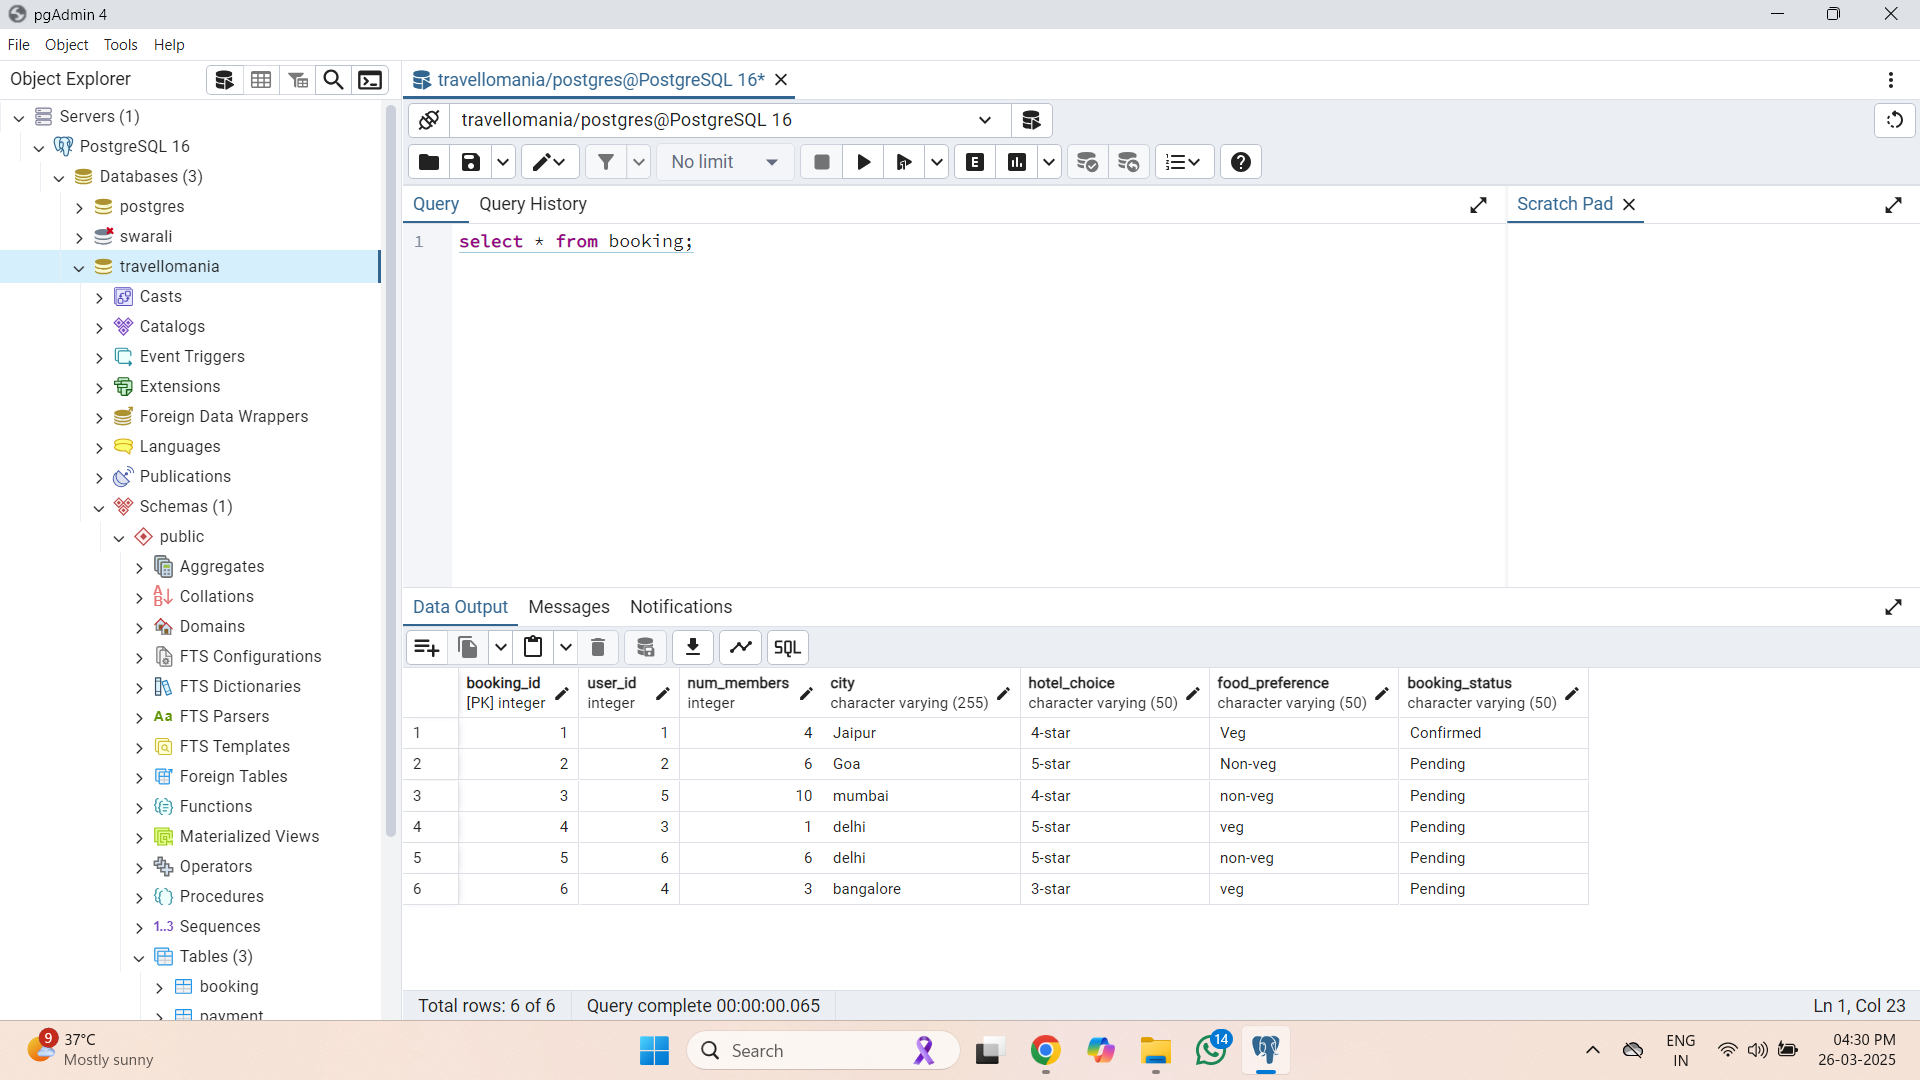 pgAdmin 4
File Object Tools Help
Object Explorer
travellomania/postgres@PostgreSQL 16*
Servers (1)
PostgreSQL 16
Databases (3)
postgres
swarali
travellomania
Casts
Catalogs
Event Triggers
Extensions
Foreign Data Wrappers
Languages
Publications
Schemas (1)
public
Aggregates
Collations
Domains
FTS Configurations
FTS Dictionaries
Aa FTS Parsers
FTS Templates
Foreign Tables
Functions
Materialized Views
Operators
Procedures
1..3 Sequences
Tables (3)
booking
payment
travellomania/postgres@PostgreSQL 16
No limit
E
Query Query History
Scratch Pad
1 select * from booking;
Data Output Messages Notifications
SQL
booking_id user_id num_members city hotel_choice food_preference booking_status
[PK] integer integer integer character varying (255) character varying (50) character varying (50) character varying (50)
1 1 1 4 Jaipur 4-star Veg Confirmed
2 2 2 6 Goa 5-star Non-veg Pending
3 3 5 10 mumbai 4-star non-veg Pending
4 4 3 1 delhi 5-star veg Pending
5 5 6 6 delhi 5-star non-veg Pending
6 6 4 3 bangalore 3-star veg Pending
Total rows: 6 of 6 Query complete 00:00:00.065 Ln 1, Col 23
9
37°C
Mostly sunny
Search
14
ENG
IN
04:30 PM
26-03-2025